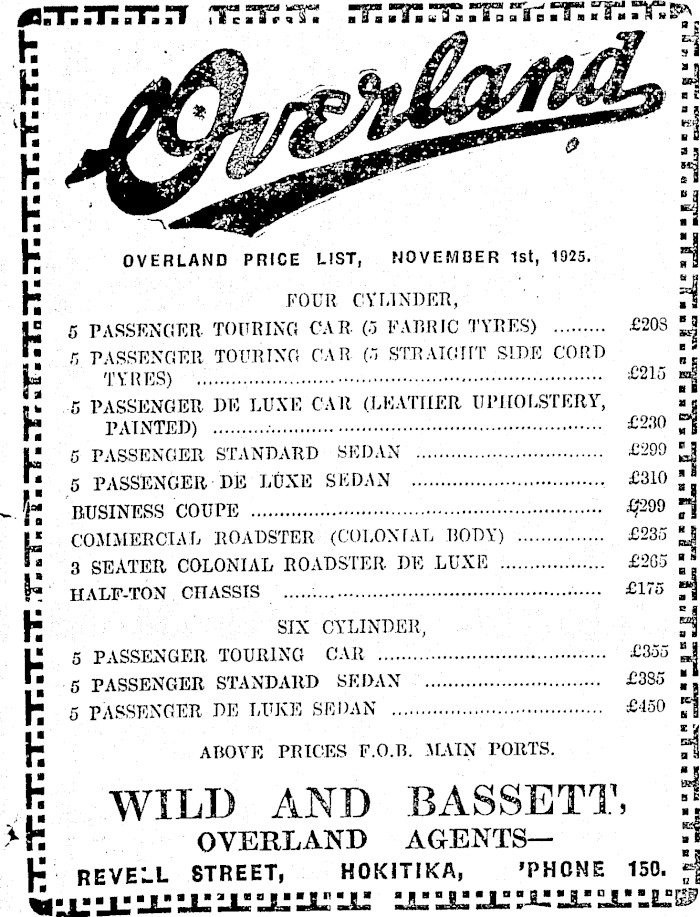 Overland
OVERLAND PRICE LIST, NOVEMBER 1st, 1925.
FOUR CYLINDER,
5 PASSENGER TOURING CAR (5 FABRIC TYRES) ......... £208
5 PASSENGER TOURING CAR (5 STRAIGHT SIDE CORD
TYRES) ............................................................ £215
5 PASSENGER DE LUXE CAR (LEATHER UPHOLSTERY,
PAINTED) ......................................................... £230
5 PASSENGER STANDARD SEDAN ............................ £299
5 PASSENGER DE LUXE SEDAN ............................ £310
BUSINESS COUPE ..................................................... £299
COMMERCIAL ROADSTER (COLONIAL BODY) ............. £235
3 SEATER COLONIAL ROADSTER DE LUXE ................ £265
HALF-TON CHASSIS ............................................... £175
SIX CYLINDER,
5 PASSENGER TOURING CAR .................................. £355
5 PASSENGER STANDARD SEDAN .......................... £385
5 PASSENGER DE LUKE SEDAN ............................... £450
ABOVE PRICES F.O.B. MAIN PORTS.
WILD AND BASSETT,
OVERLAND AGENTS—
REVELL STREET, HOKITIKA, 'PHONE 150.